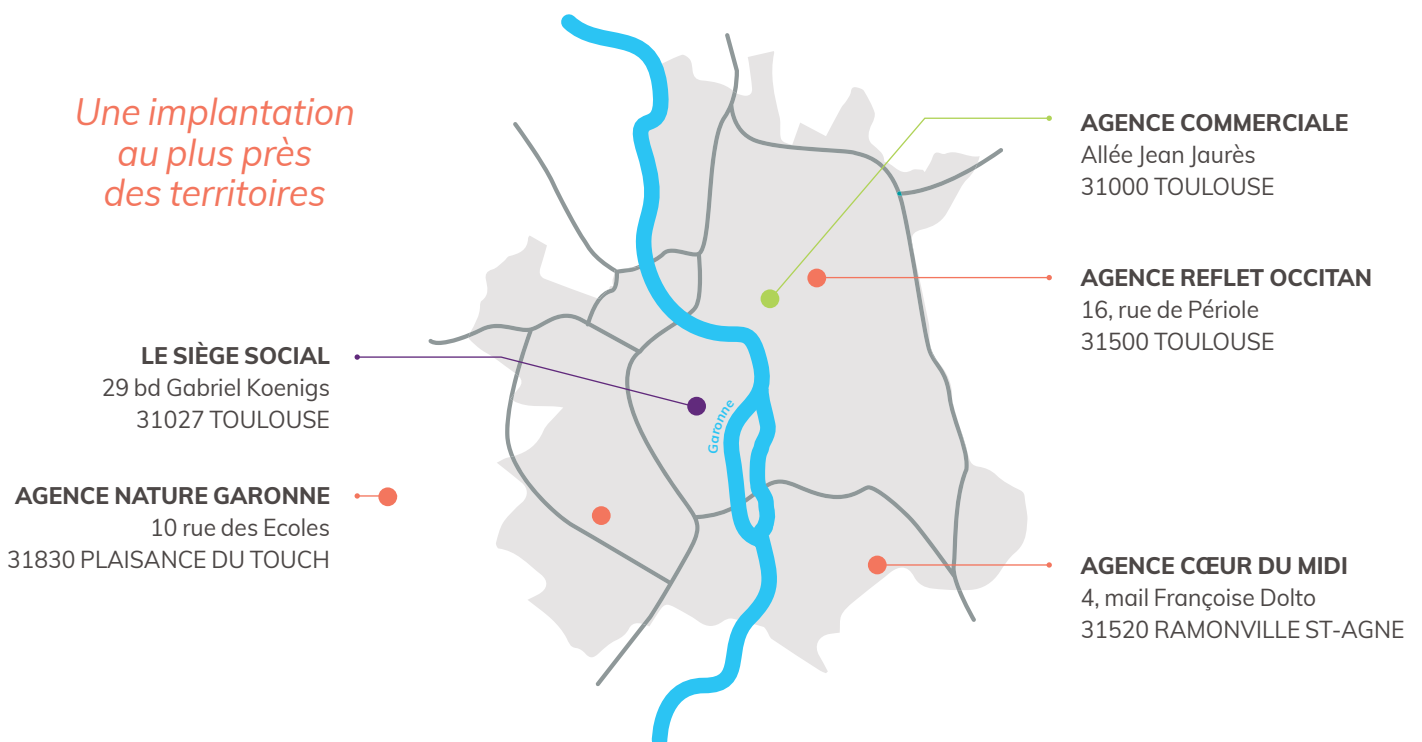 Une implantation
au plus près
des territoires
LE SIÈGE SOCIAL
29 bd Gabriel Koenigs
31027 TOULOUSE
AGENCE NATURE GARONNE
10 rue des Ecoles
31830 PLAISANCE DU TOUCH
Garonne
AGENCE COMMERCIALE
Allée Jean Jaurès
31000 TOULOUSE
AGENCE REFLET OCCITAN
16, rue de Périole
31500 TOULOUSE
AGENCE CŒUR DU MIDI
4, mail Françoise Dolto
31520 RAMONVILLE ST-AGNE